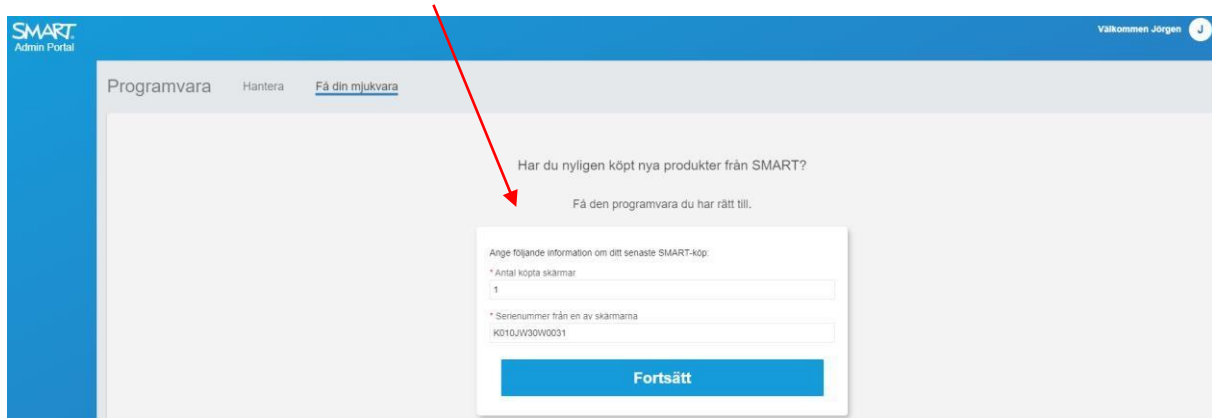 SMART
Admin Portal
Välkommen Jörgen J
Programvara Hantera Få din mjukvara
Har du nyligen köpt nya produkter från SMART?
Få den programvara du har rätt till.
Ange följande information om ditt senaste SMART-köp:
* Antal köpta skärmar
1
* Serienummer från en av skärmarna
K010JW30W0031
Fortsätt